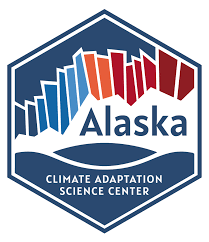 Alaska
CLIMATE ADAPTATION
SCIENCE CENTER